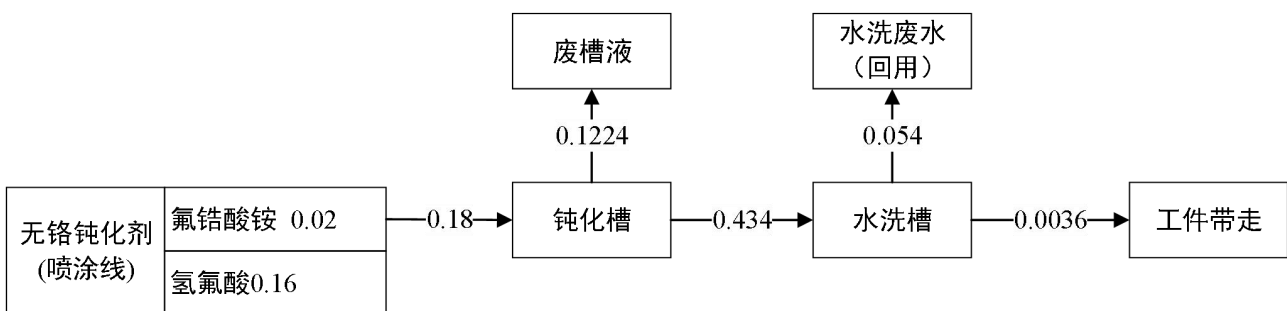 废槽液
水洗废水
（回用）
0.1224
0.054
无铬钝化剂
(喷涂线)
氟锆酸铵 0.02
氢氟酸0.16
0.18
钝化槽
0.434
水洗槽
0.0036
工件带走